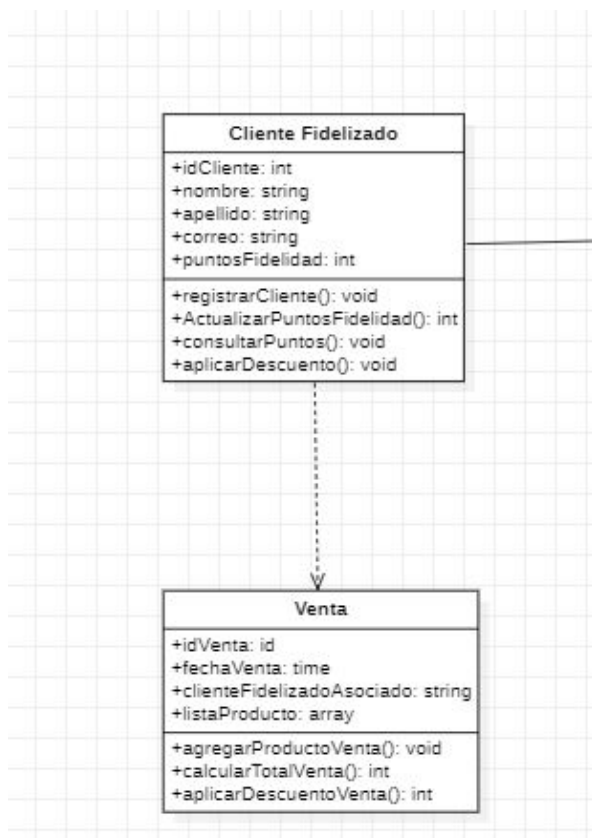 Cliente Fidelizado
+idCliente: int
+nombre: string
+apellido: string
+correo: string
+puntosFidelidad: int
+registrarCliente(): void
+ActualizarPuntosFidelidad(): int
+consultarPuntos(): void
+aplicarDescuento(): void
Venta
+idVenta: id
+fechaVenta: time
+clienteFidelizadoAsociado: string
+listaProducto: array
+agregarProductoVenta(): void
+calcularTotalVenta(): int
+aplicarDescuentoVenta(): int